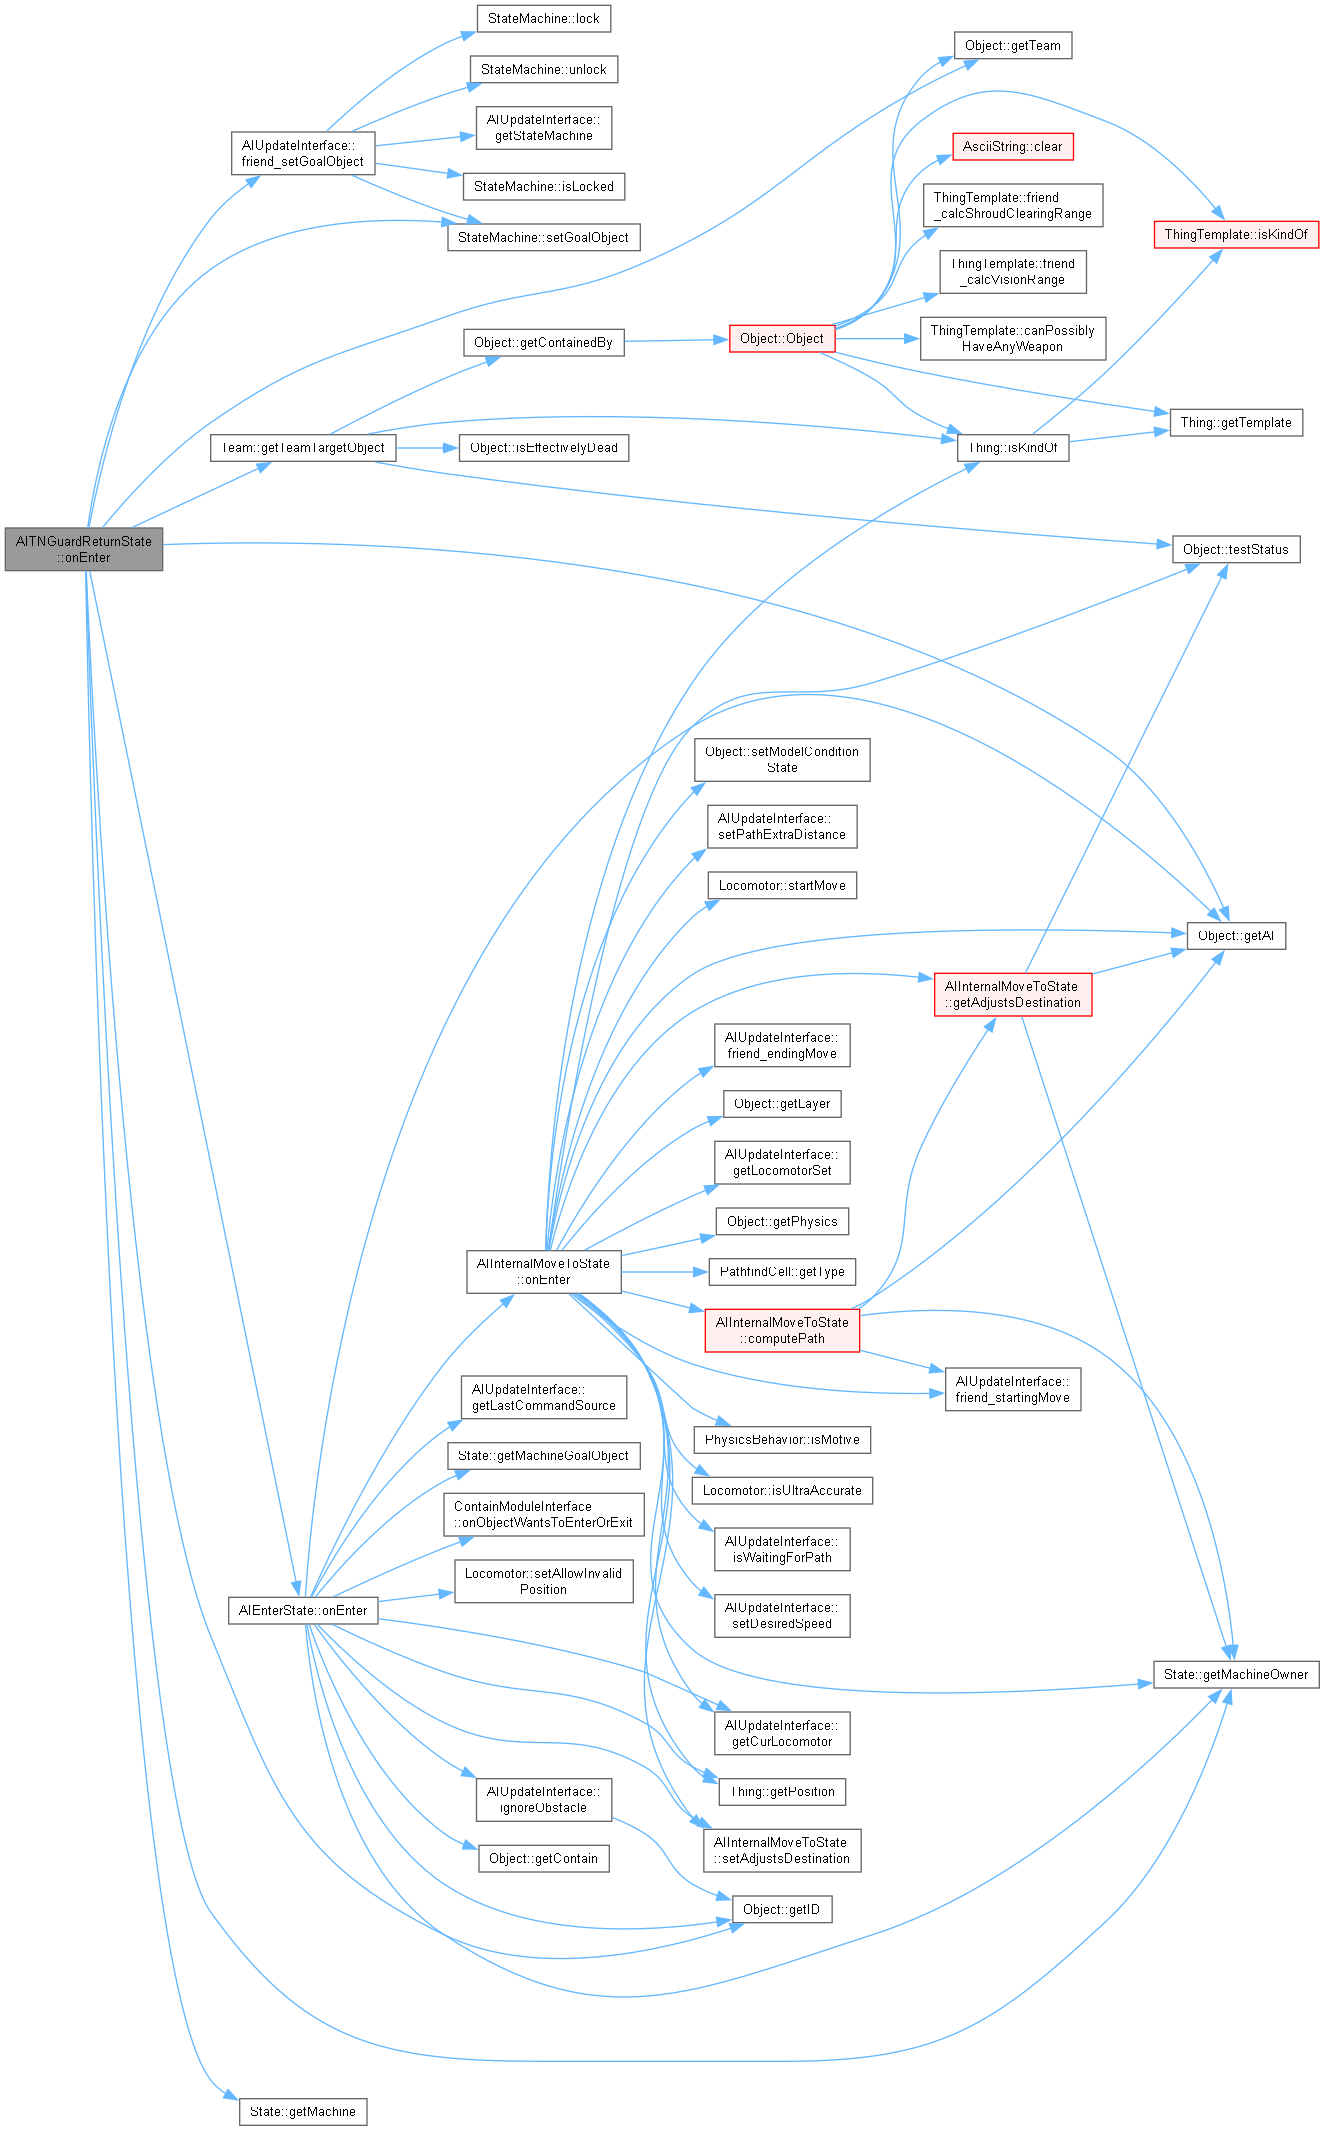 StateMachine::lock
Object::getTeam
StateMachine::unlock
AIUpdateInterface::
getStateMachine
AIUpdateInterface::
friend_setGoalObject
AsciiString::clear
StateMachine::isLocked
ThingTemplate::friend
_calcShroudClearingRange
StateMachine::setGoalObject
ThingTemplate::isKindOf
ThingTemplate::friend
_calcVisionRange
Object::getContainedBy
Object::Object
ThingTemplate::canPossibly
HaveAnyWeapon
Thing::getTemplate
Team::getTeamTargetObject
Object::isEffectivelyDead
Thing::isKindOf
AITNGuardReturnState
::onEnter
Object::testStatus
Object::setModelCondition
State
AIUpdateInterface::
setPathExtraDistance
Locomotor::startMove
Object::getAI
AIInternalMoveToState
::getAdjustsDestination
AIUpdateInterface::
friend_endingMove
Object::getLayer
AIUpdateInterface::
getLocomotorSet
Object::getPhysics
AIInternalMoveToState
::onEnter
PathfindCell::getType
AIInternalMoveToState
::computePath
AIUpdateInterface::
friend_startingMove
AIUpdateInterface::
getLastCommandSource
PhysicsBehavior::isMotive
State::getMachineGoalObject
Locomotor::isUltraAccurate
ContainModuleInterface
::onObjectWantsToEnterOrExit
AIUpdateInterface::
isWaitingForPath
Locomotor::setAllowInvalid
Position
AIEnterState::onEnter
AIUpdateInterface::
setDesiredSpeed
State::getMachineOwner
AIUpdateInterface::
getCurLocomotor
Thing::getPosition
AIUpdateInterface::
ignoreObstacle
AIInternalMoveToState
::setAdjustsDestination
Object::getContain
Object::getID
State::getMachine